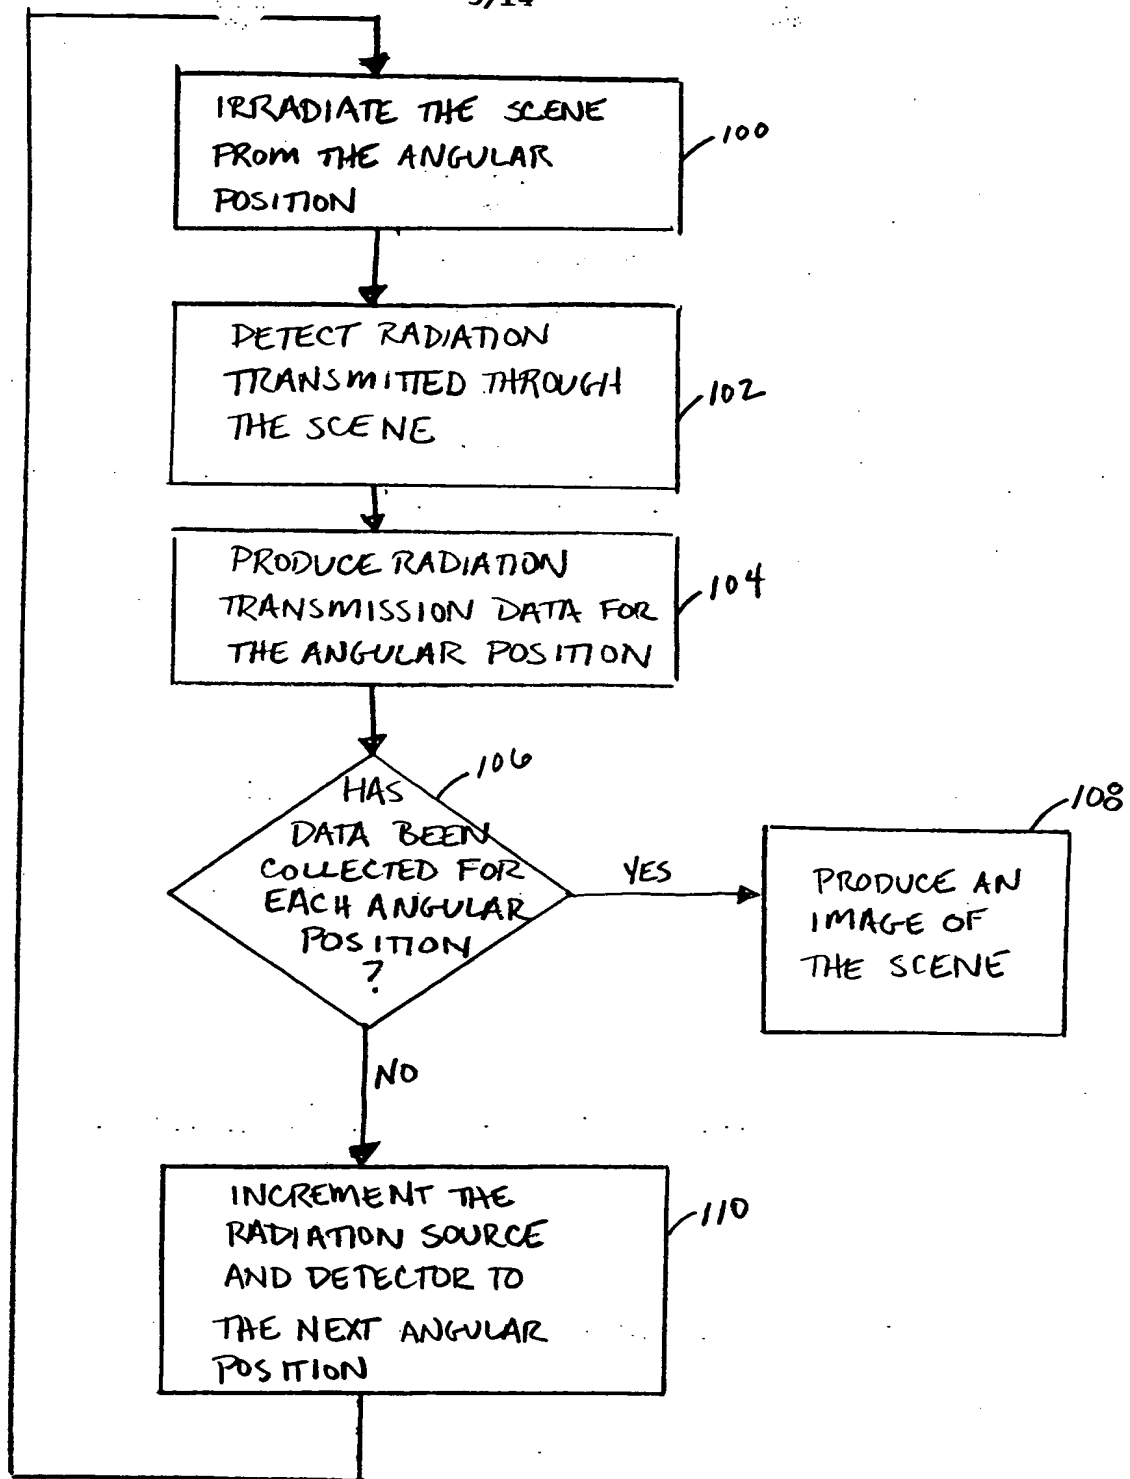 IRRADIATE THE SCENE
FROM THE ANGULAR
POSITION
100
DETECT RADIATION
TRANSMITTED THROUGH
THE SCENE
102
PRODUCE RADIATION
TRANSMISSION DATA FOR
THE ANGULAR POSITION
104
106
HAS
DATA BEEN
COLLECTED FOR
EACH ANGULAR
POSITION
?
YES
108
PRODUCE AN
IMAGE OF
THE SCENE
NO
INCREMENT THE
RADIATION SOURCE
AND DETECTOR TO
THE NEXT ANGULAR
POSITION
110